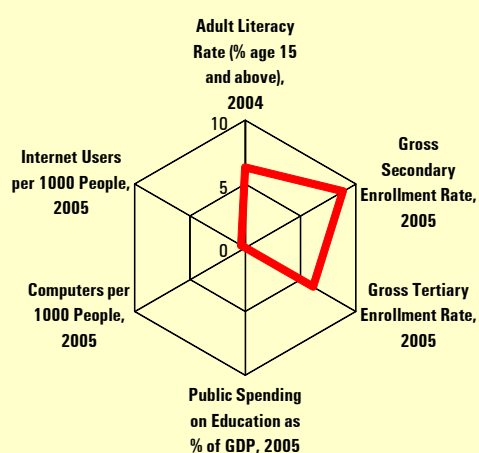 Adult Literacy
Rate (% age 15
and above),
2004
10
5
0
Gross
Secondary
Enrollment Rate,
2005
Gross Tertiary
Enrollment Rate,
2005
Public Spending
on Education as
% of GDP, 2005
Computers per
1000 People,
2005
Internet Users
per 1000 People,
2005